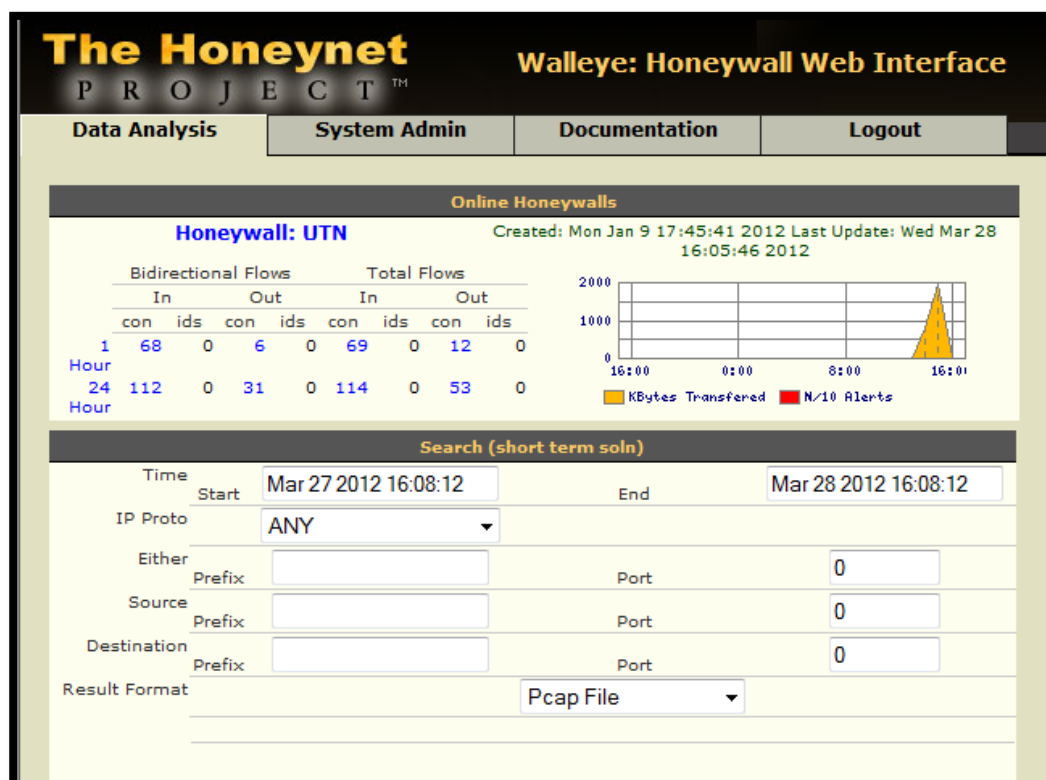 The Honeynet
PROJECT™
Walleye: Honeywall Web Interface
Data Analysis System Admin Documentation Logout
Online Honeywalls
Honeywall: UTN
Created: Mon Jan 9 17:45:41 2012 Last Update: Wed Mar 28
16:05:46 2012
Bidirectional Flows Total Flows
In Out In Out
con ids con ids con ids con ids
1 68 0 6 0 69 0 12 0
Hour
24 112 0 31 0 114 0 53 0
Hour
2000
1000
0
16:00 0:00 8:00 16:00
KBytes Transfered N/10 Alerts
Search (short term soln)
Time Start Mar 27 2012 16:08:12 End Mar 28 2012 16:08:12
IP Proto ANY
Either Prefix Port 0
Source Prefix Port 0
Destination Prefix Port 0
Result Format Pcap File